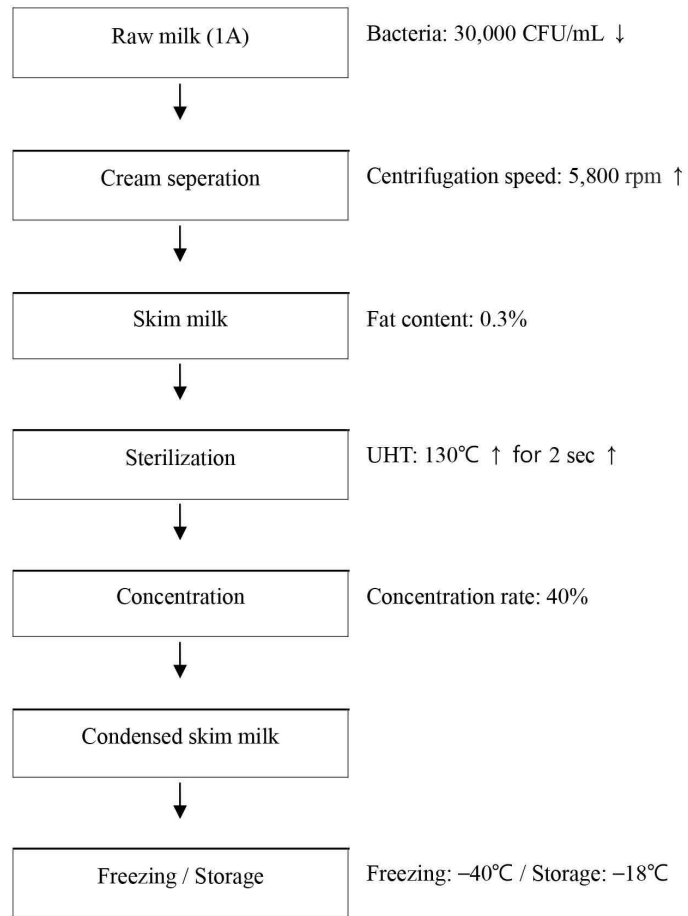 Raw milk (1A)
Bacteria: 30,000 CFU/mL ↓
Cream seperation
Centrifugation speed: 5,800 rpm ↑
Skim milk
Fat content: 0.3%
Sterilization
UHT: 130℃ ↑ for 2 sec ↑
Concentration
Concentration rate: 40%
Condensed skim milk
Freezing / Storage
Freezing: –40℃ / Storage: –18℃